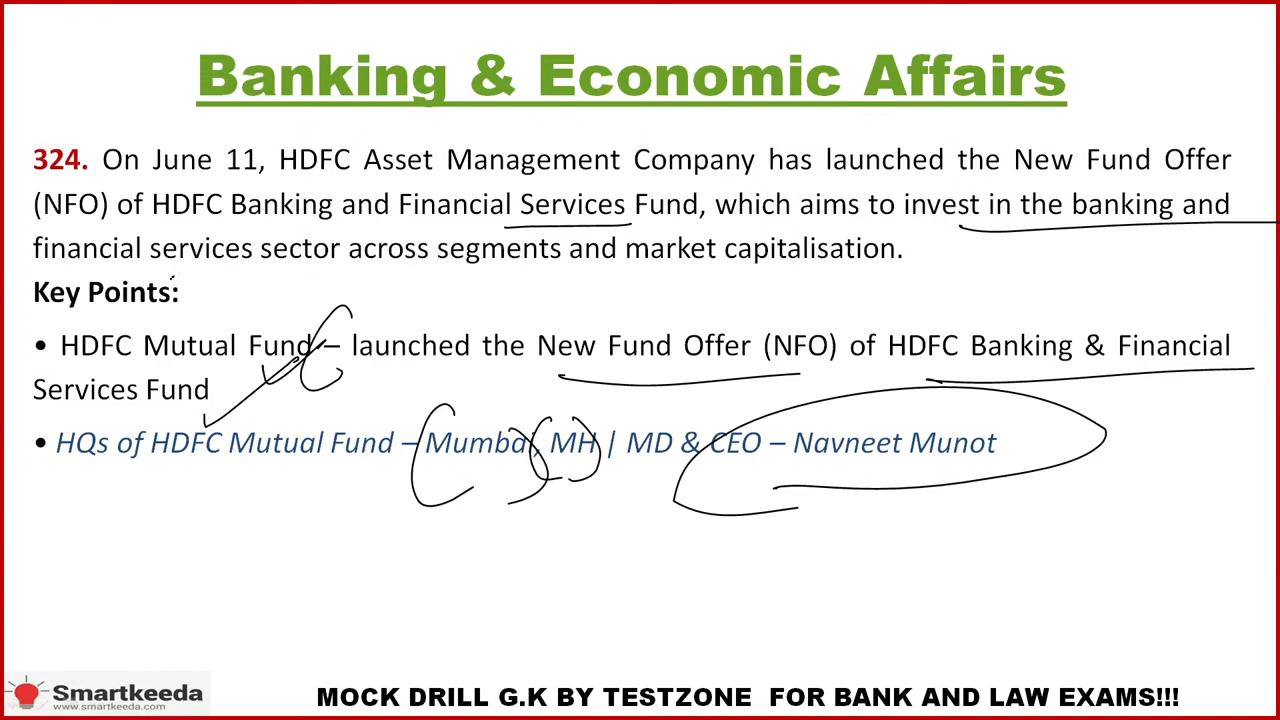 Banking & Economic Affairs
324. On June 11, HDFC Asset Management Company has launched the New Fund Offer
(NFO) of HDFC Banking and Financial Services Fund, which aims to invest in the banking and
financial services sector across segments and market capitalisation.
Key Points:
• HDFC Mutual Fund – launched the New Fund Offer (NFO) of HDFC Banking & Financial
Services Fund
• HQs of HDFC Mutual Fund – Mumbai, MH | MD & CEO – Navneet Munot
Smartkeeda
www.smartkeeda.com
MOCK DRILL G.K BY TESTZONE FOR BANK AND LAW EXAMS!!!